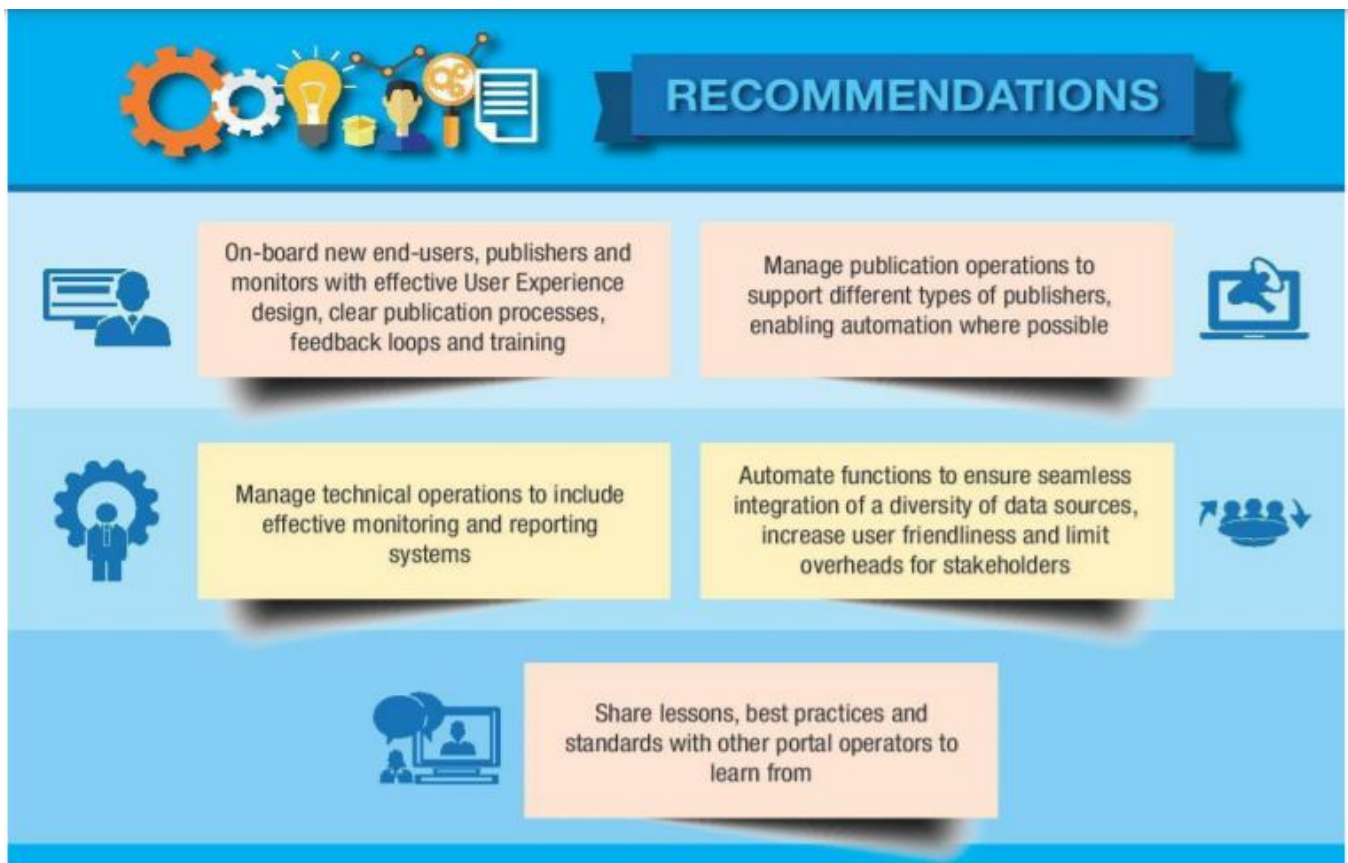 RECOMMENDATIONS
On-board new end-users, publishers and
monitors with effective User Experience
design, clear publication processes,
feedback loops and training
Manage publication operations to
support different types of publishers,
enabling automation where possible
Manage technical operations to include
effective monitoring and reporting
systems
Automate functions to ensure seamless
integration of a diversity of data sources,
increase user friendliness and limit
overheads for stakeholders
Share lessons, best practices and
standards with other portal operators to
learn from